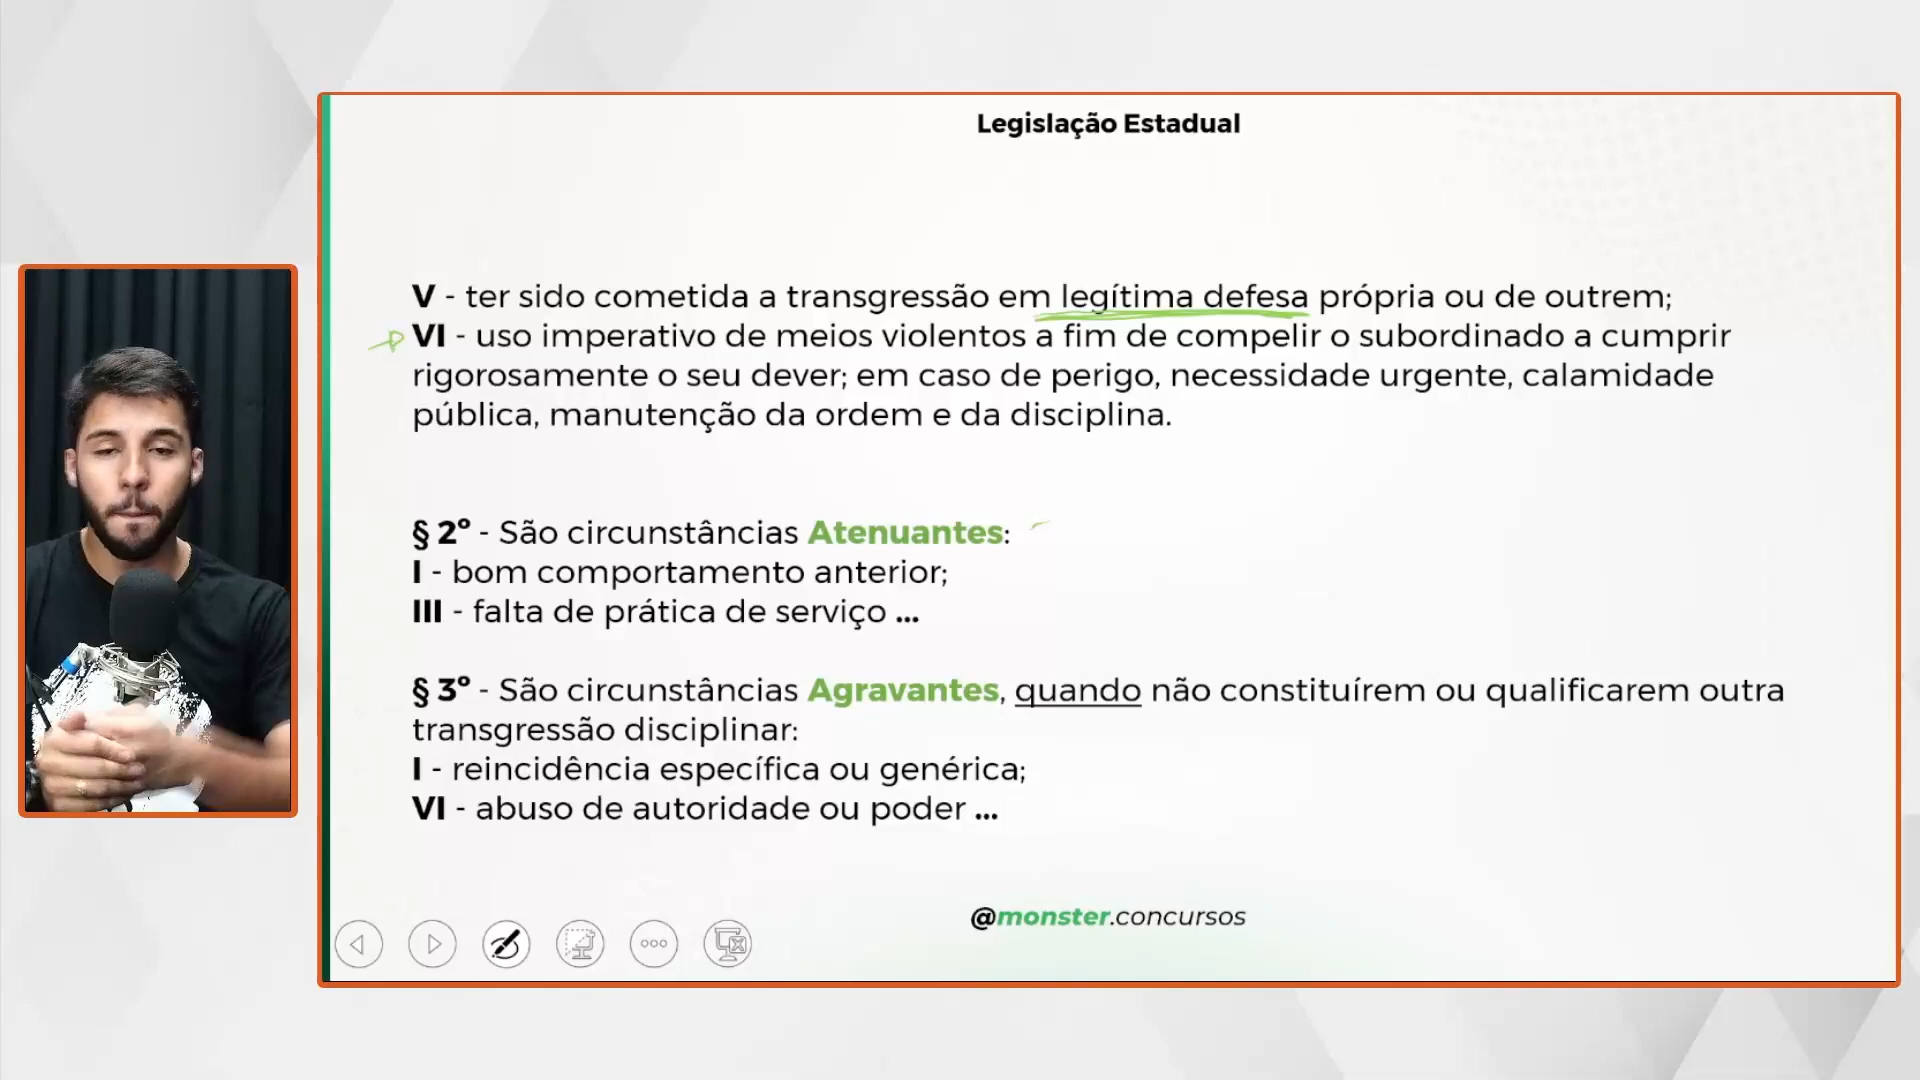 Legislação Estadual
V - ter sido cometida a transgressão em legítima defesa própria ou de outrem;
VI - uso imperativo de meios violentos a fim de compelir o subordinado a cumprir
rigorosamente o seu dever; em caso de perigo, necessidade urgente, calamidade
pública, manutenção da ordem e da disciplina.
§ 2º - São circunstâncias Atenuantes:
I - bom comportamento anterior;
III - falta de prática de serviço ...
§ 3º - São circunstâncias Agravantes, quando não constituírem ou qualificarem outra
transgressão disciplinar:
I - reincidência específica ou genérica;
VI - abuso de autoridade ou poder ...
@monster.concursos